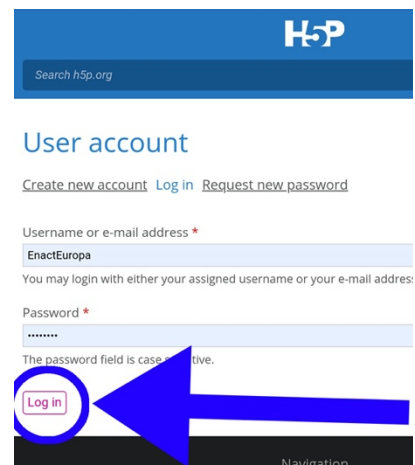 H5P
Search h5p.org
User account
Create new account Log in Request new password
Username or e-mail address *
EnactEuropa
You may login with either your assigned username or your e-mail address
Password *
••••••••
The password field is case tive.
Log in
Navigation